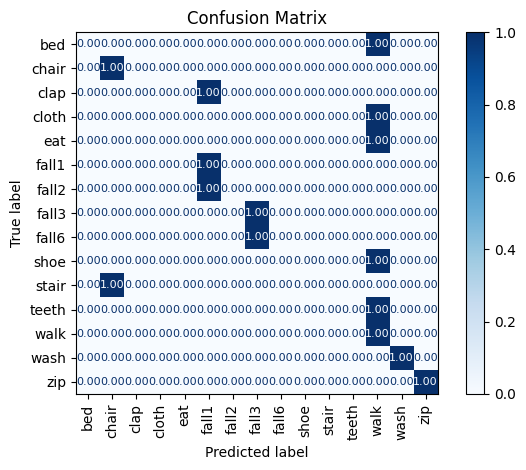 Confusion Matrix
bed 0.00 0.00 0.00 0.00 0.00 0.00 0.00 0.00 0.00 0.00 0.00 0.00 1.00 0.00 0.00
chair 0.00 1.00 0.00 0.00 0.00 0.00 0.00 0.00 0.00 0.00 0.00 0.00 0.00 0.00 0.00
clap 0.00 0.00 0.00 0.00 0.00 1.00 0.00 0.00 0.00 0.00 0.00 0.00 0.00 0.00 0.00
cloth 0.00 0.00 0.00 0.00 0.00 0.00 0.00 0.00 0.00 0.00 0.00 0.00 1.00 0.00 0.00
eat 0.00 0.00 0.00 0.00 0.00 0.00 0.00 0.00 0.00 0.00 0.00 0.00 1.00 0.00 0.00
fall1 0.00 0.00 0.00 0.00 0.00 1.00 0.00 0.00 0.00 0.00 0.00 0.00 0.00 0.00 0.00
fall2 0.00 0.00 0.00 0.00 0.00 1.00 0.00 0.00 0.00 0.00 0.00 0.00 0.00 0.00 0.00
fall3 0.00 0.00 0.00 0.00 0.00 0.00 0.00 1.00 0.00 0.00 0.00 0.00 0.00 0.00 0.00
fall6 0.00 0.00 0.00 0.00 0.00 0.00 0.00 1.00 0.00 0.00 0.00 0.00 0.00 0.00 0.00
shoe 0.00 0.00 0.00 0.00 0.00 0.00 0.00 0.00 0.00 0.00 0.00 0.00 1.00 0.00 0.00
stair 0.00 1.00 0.00 0.00 0.00 0.00 0.00 0.00 0.00 0.00 0.00 0.00 0.00 0.00 0.00
teeth 0.00 0.00 0.00 0.00 0.00 0.00 0.00 0.00 0.00 0.00 0.00 0.00 1.00 0.00 0.00
walk 0.00 0.00 0.00 0.00 0.00 0.00 0.00 0.00 0.00 0.00 0.00 0.00 1.00 0.00 0.00
wash 0.00 0.00 0.00 0.00 0.00 0.00 0.00 0.00 0.00 0.00 0.00 0.00 0.00 1.00 0.00
zip 0.00 0.00 0.00 0.00 0.00 0.00 0.00 0.00 0.00 0.00 0.00 0.00 0.00 0.00 1.00
True label
bed chair clap cloth eat fall1 fall2 fall3 fall6 shoe stair teeth walk wash zip
Predicted label
1.0
0.8
0.6
0.4
0.2
0.0